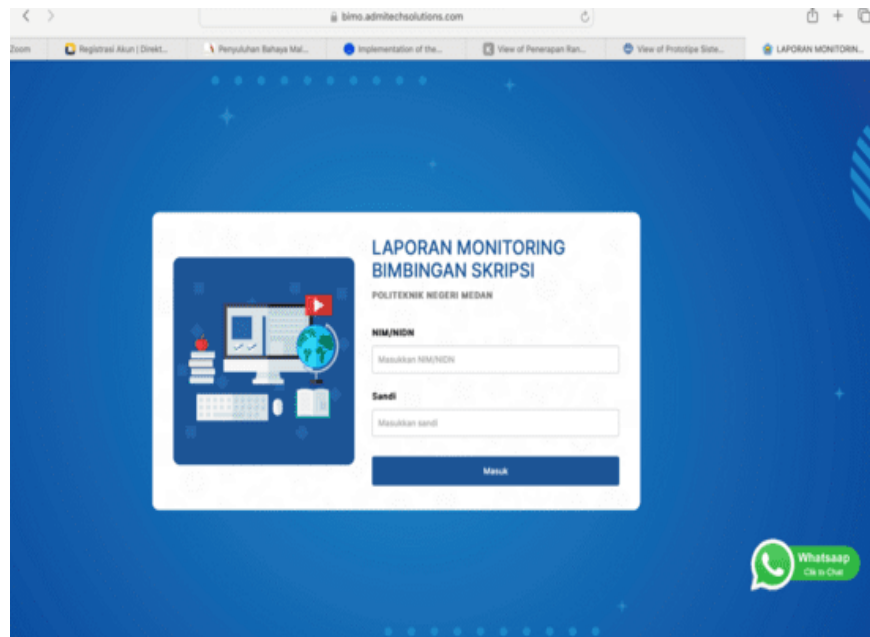 bimo.admitechsolutions.com
Zoom
Registrasi Akun | Direkt...
Penyuluhan Bahaya Mal...
Implementation of the...
View of Penerapan Ran...
View of Prototipe Siste...
LAPORAN MONITORIN...
LAPORAN MONITORING
BIMBINGAN SKRIPSI
POLITEKNIK NEGERI MEDAN
NIM/NIDN
Masukkan NIM/NIDN
Sandi
Masukkan sandi
Masuk
Whatsaap
Clik to Chat